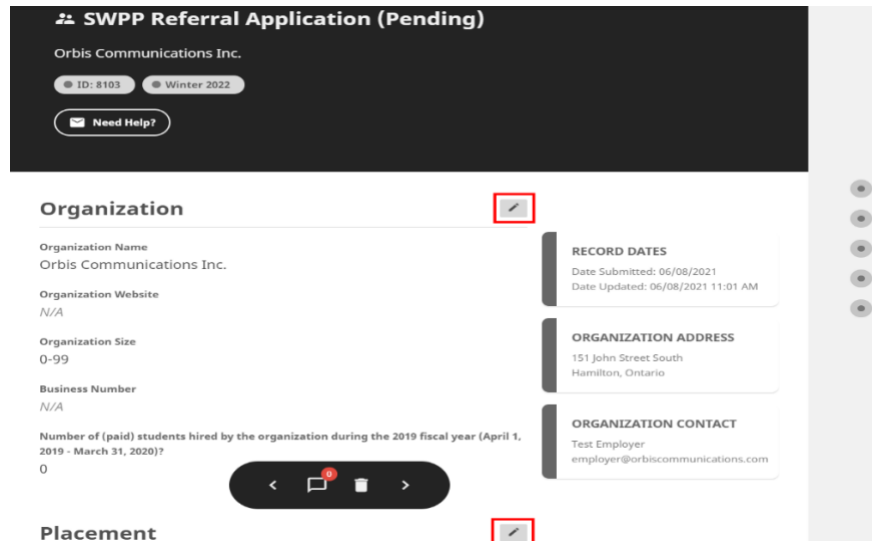 SWPP Referral Application (Pending)
Orbis Communications Inc.
ID: 8103 Winter 2022
Need Help?
Organization
Organization Name
Orbis Communications Inc.
Organization Website
N/A
Organization Size
0-99
Business Number
N/A
Number of (paid) students hired by the organization during the 2019 fiscal year (April 1,
2019 - March 31, 2020)?
0
0
Placement
RECORD DATES
Date Submitted: 06/08/2021
Date Updated: 06/08/2021 11:01 AM
ORGANIZATION ADDRESS
151 John Street South
Hamilton, Ontario
ORGANIZATION CONTACT
Test Employer
employer@orbiscommunications.com